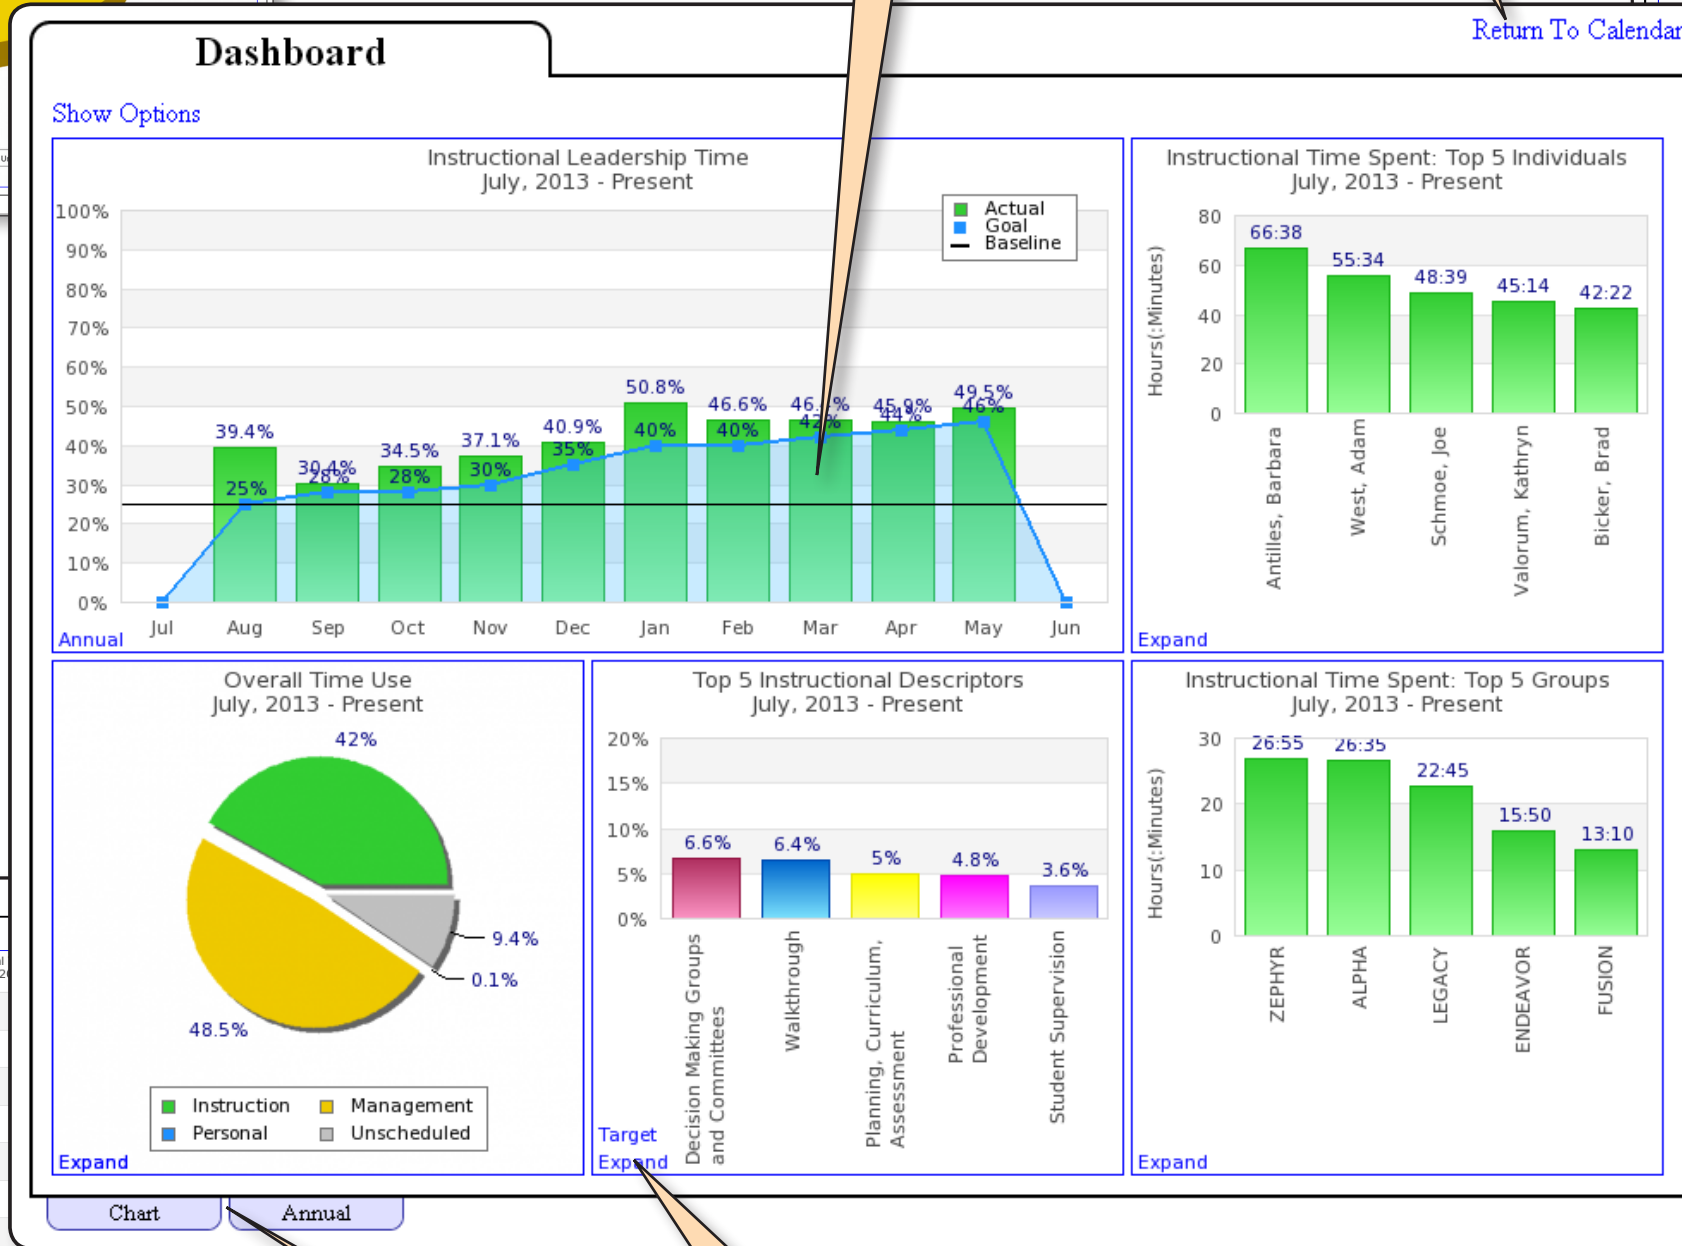 Dashboard
Return To Calendar
Show Options
Instructional Leadership Time
July, 2013 - Present
Actual
Goal
Baseline
100%
90%
80%
70%
60%
50%
40%
30%
20%
10%
0%
39.4%
30.4%
34.5%
37.1%
40.9%
50.8%
46.6%
45.9%
49.5%
25%
28%
28%
30%
35%
40%
40%
42%
44%
46%
Jul Aug Sep Oct Nov Dec Jan Feb Mar Apr May Jun
Annual
Instructional Time Spent: Top 5 Individuals
July, 2013 - Present
Hours(:Minutes)
80
60
40
20
0
66:38
55:34
48:39
45:14
42:22
Antilles, Barbara
West, Adam
Schmoe, Joe
Valorum, Kathryn
Bicker, Brad
Expand
Overall Time Use
July, 2013 - Present
42%
9.4%
0.1%
48.5%
Instruction
Management
Personal
Unscheduled
Expand
Top 5 Instructional Descriptors
July, 2013 - Present
20%
15%
10%
5%
0%
6.6%
6.4%
5%
4.8%
3.6%
Decision Making Groups
and Committees
Walkthrough
Planning, Curriculum,
Assessment
Professional
Development
Student Supervision
Target
Expand
Instructional Time Spent: Top 5 Groups
July, 2013 - Present
Hours(:Minutes)
30
20
10
0
26:55
26:35
22:45
15:50
13:10
ZEPHYR
ALPHA
LEGACY
ENDEAVOR
FUSION
Expand
Chart
Annual